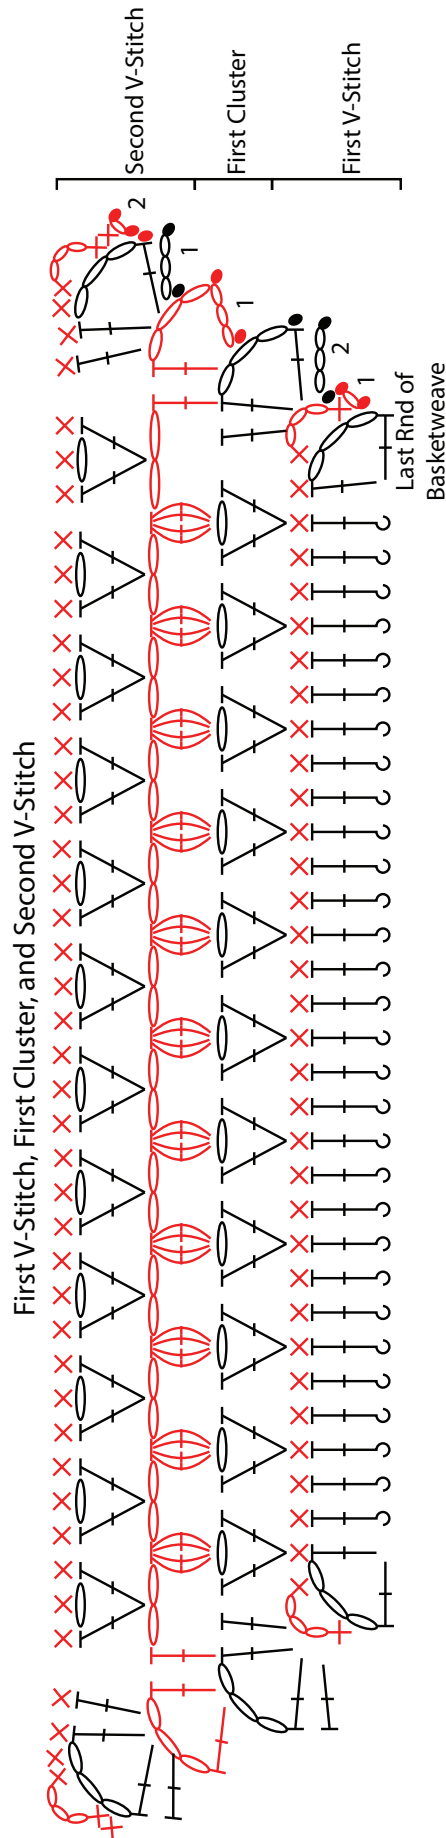 First V-Stitch, First Cluster, and Second V-Stitch
Second V-Stitch
First Cluster
First V-Stitch
2
1
1
2
1
Last Rnd of
Basketweave